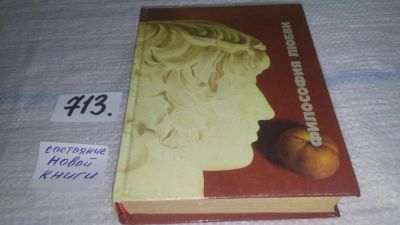 713.
состояние
новой
книги
ФИЛОСОФИЯ ЛЮБВИ